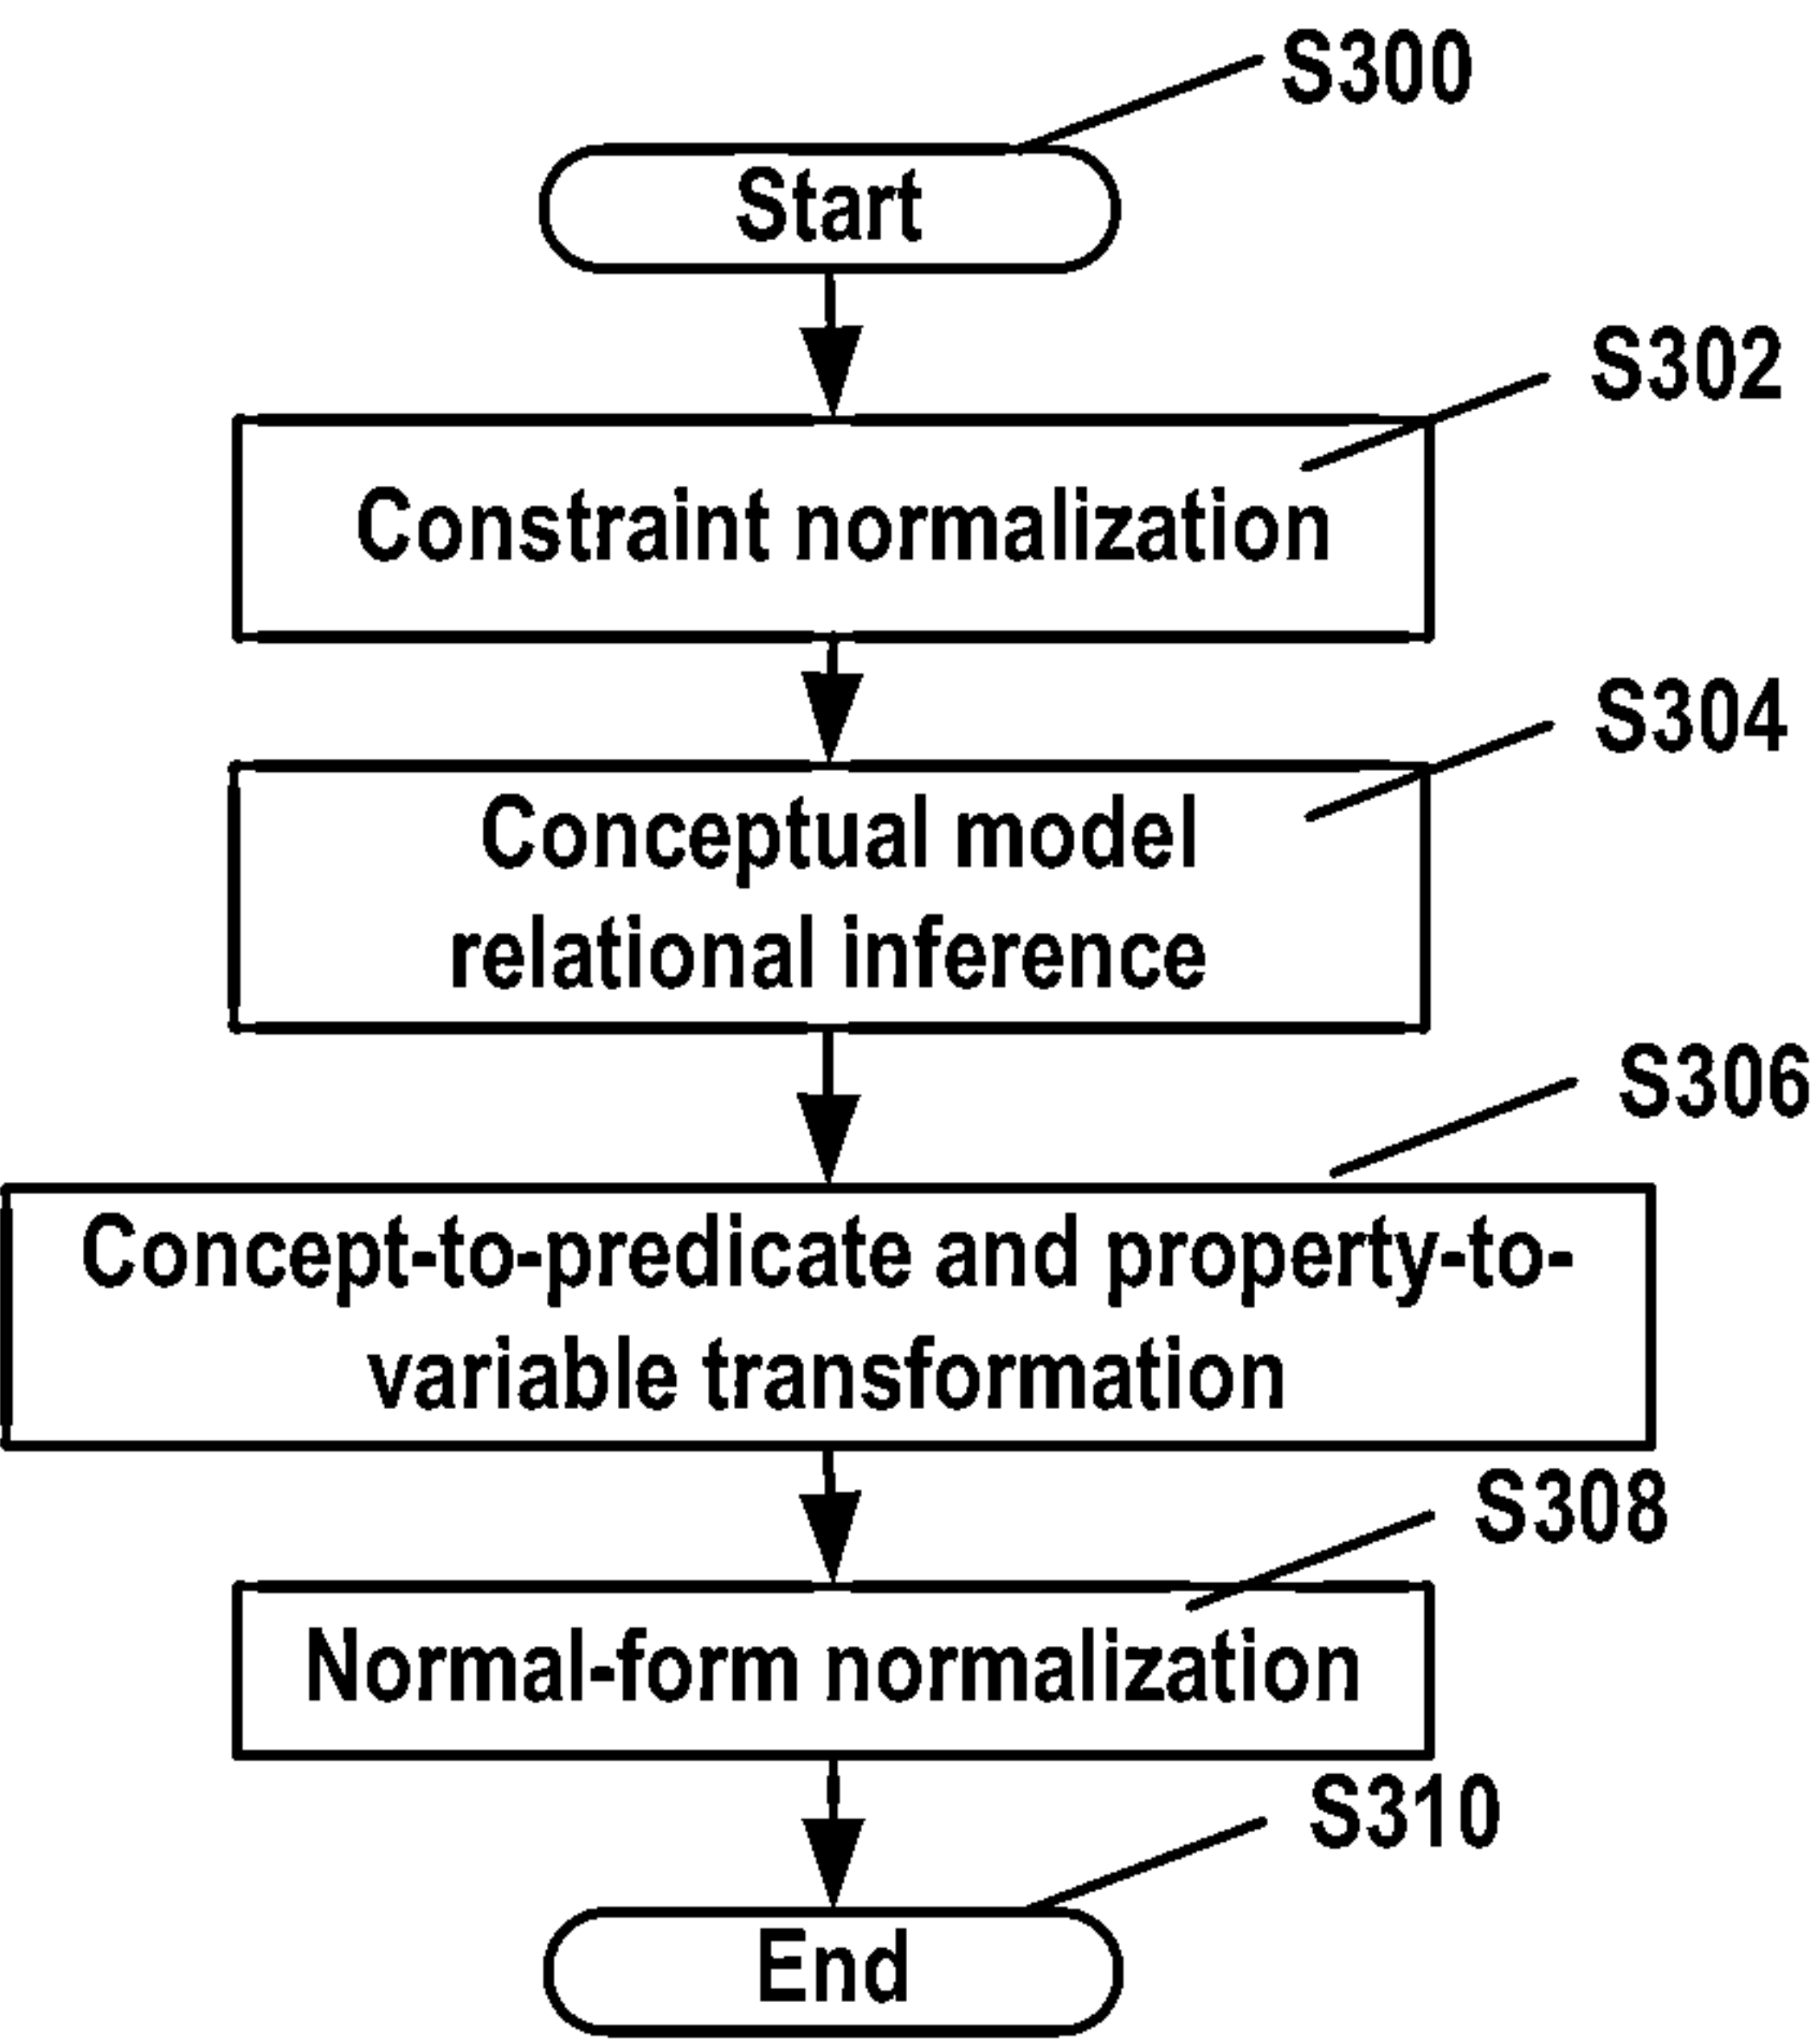 S300
Start
S302
Constraint normalization
S304
Conceptual model
relational inference
S306
Concept-to-predicate and property-to-
variable transformation
S308
Normal-form normalization
S310
End